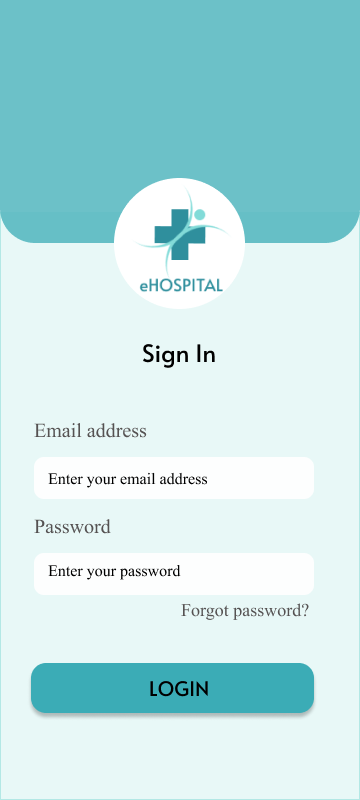 eHOSPITAL
Sign In
Email address
Enter your email address
Password
Enter your password
Forgot password?
LOGIN